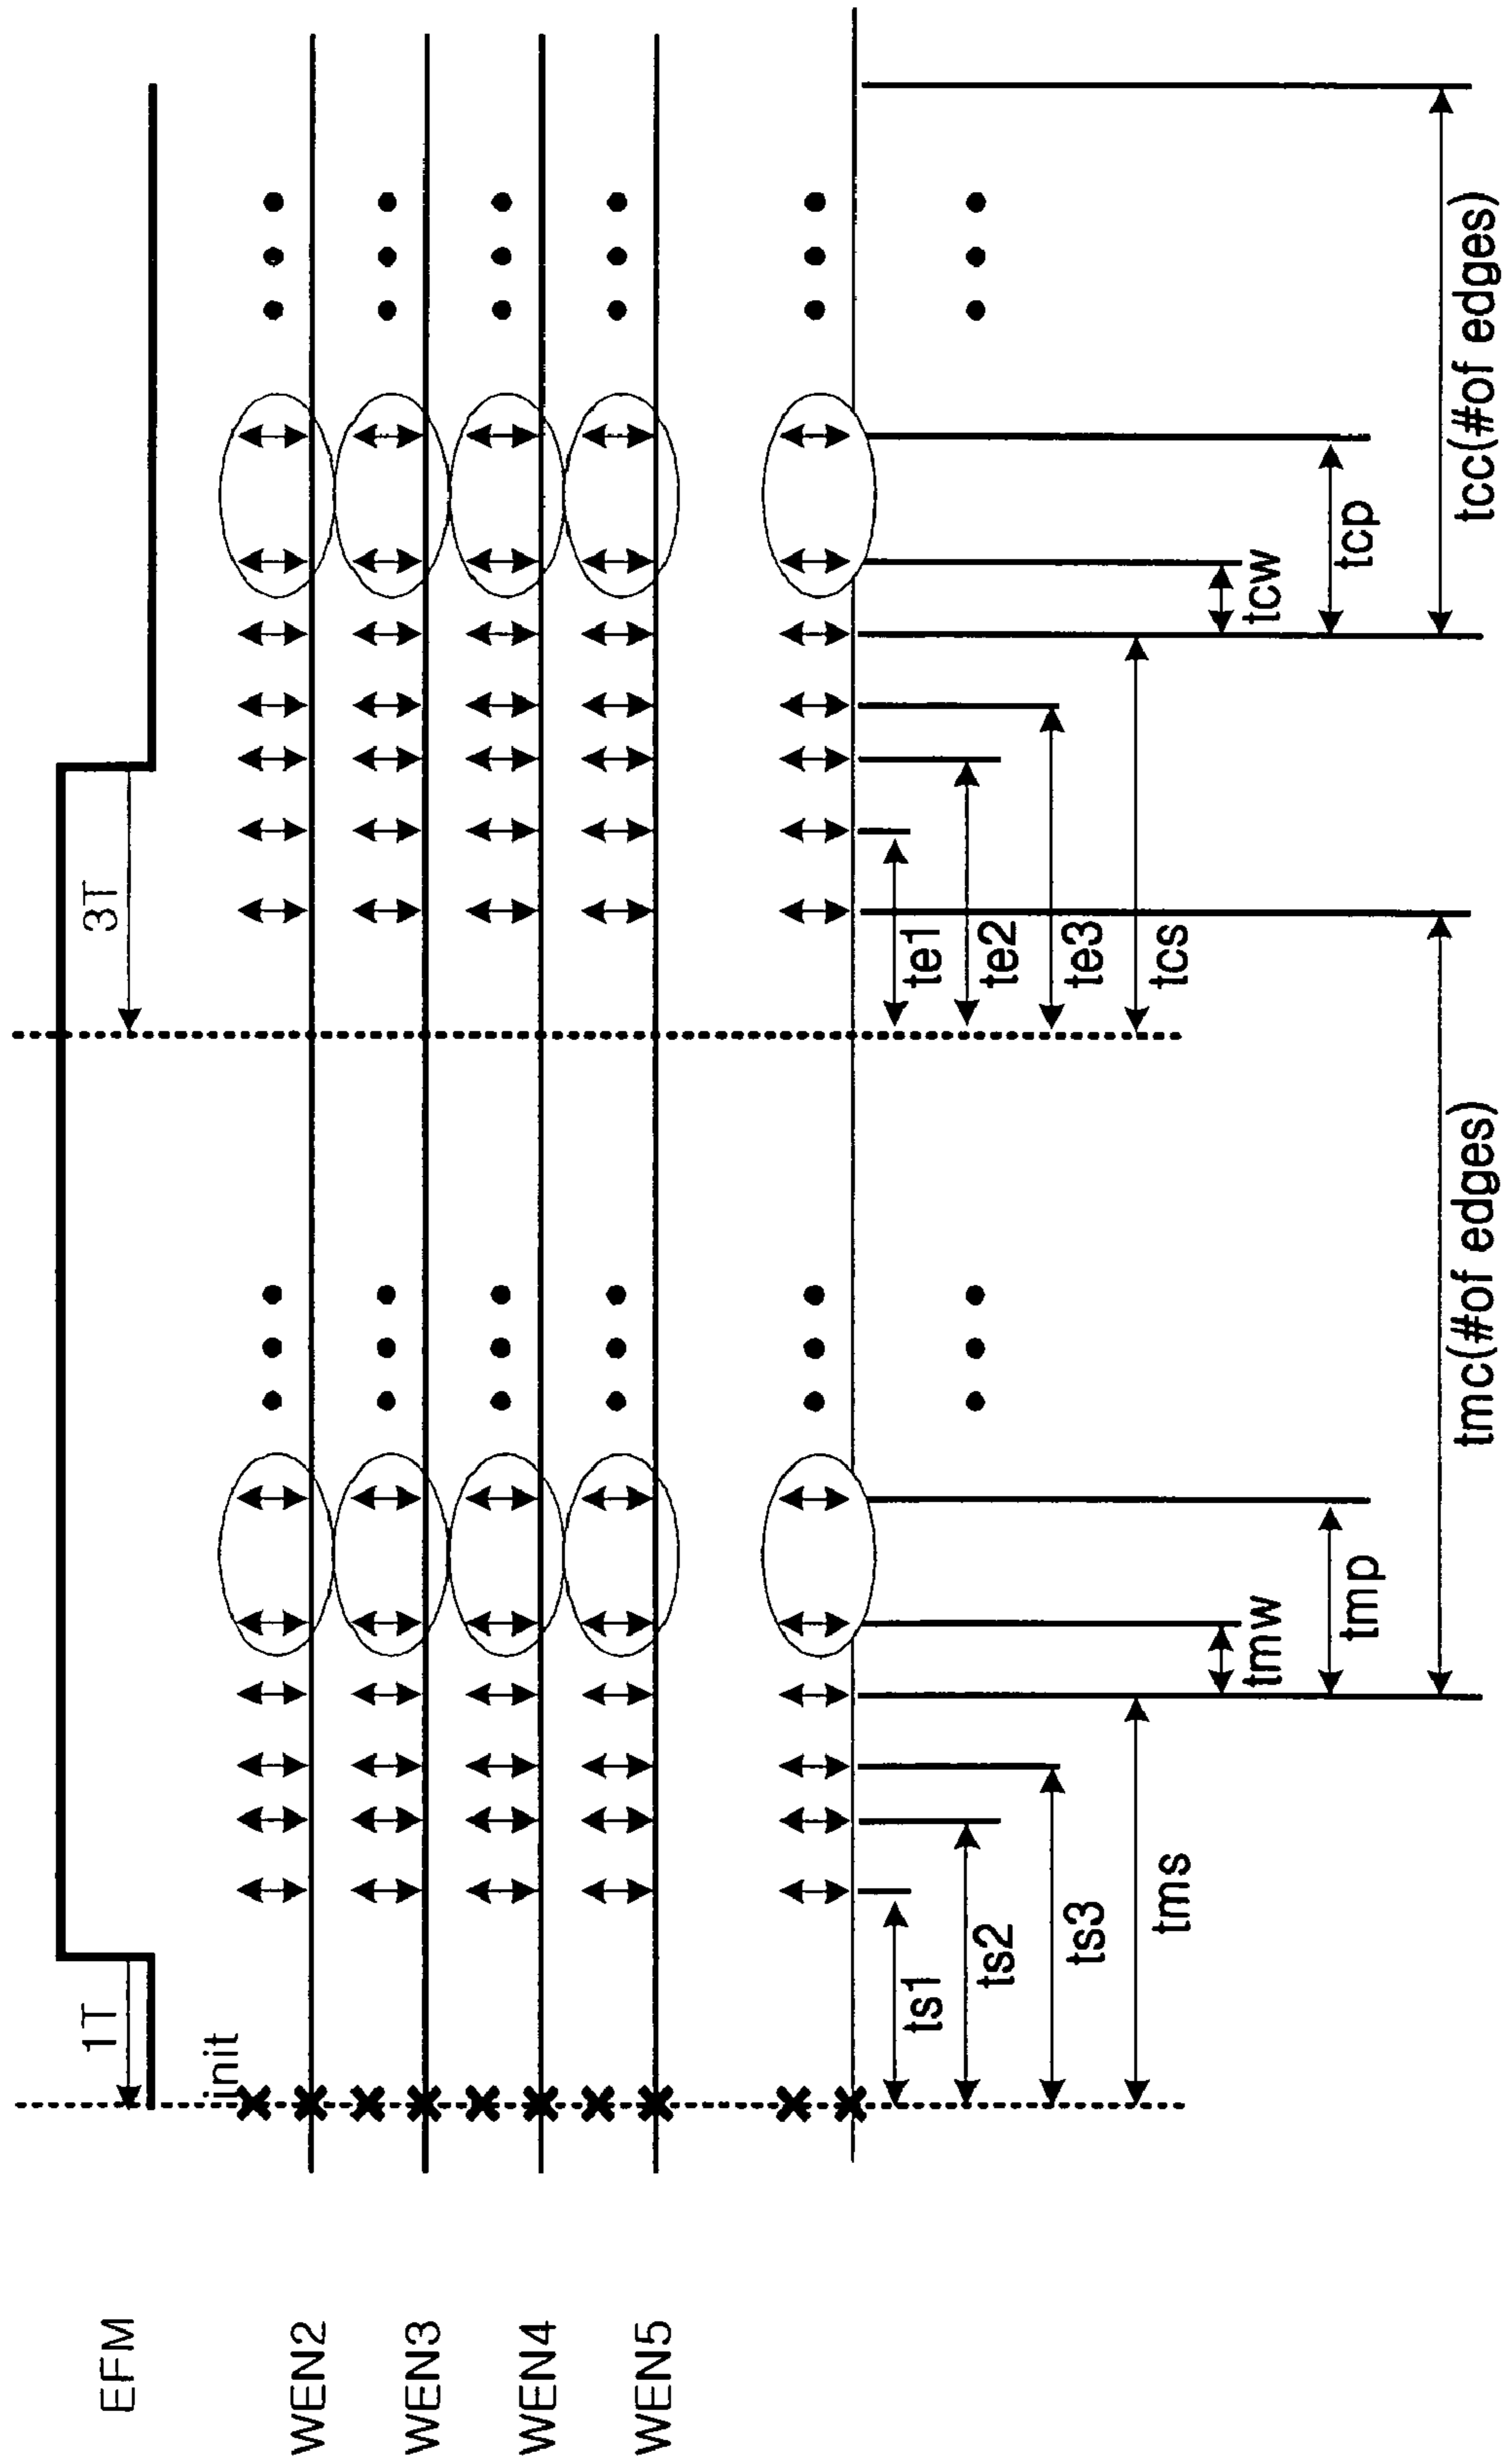 EFM
1T
3T
init
WEN2
WEN3
WEN4
WEN5
ts1
te1
ts2
te2
ts3
te3
tms
tcs
tmw
tcw
tmp
tcp
tmc(#of edges)
tcc(#of edges)